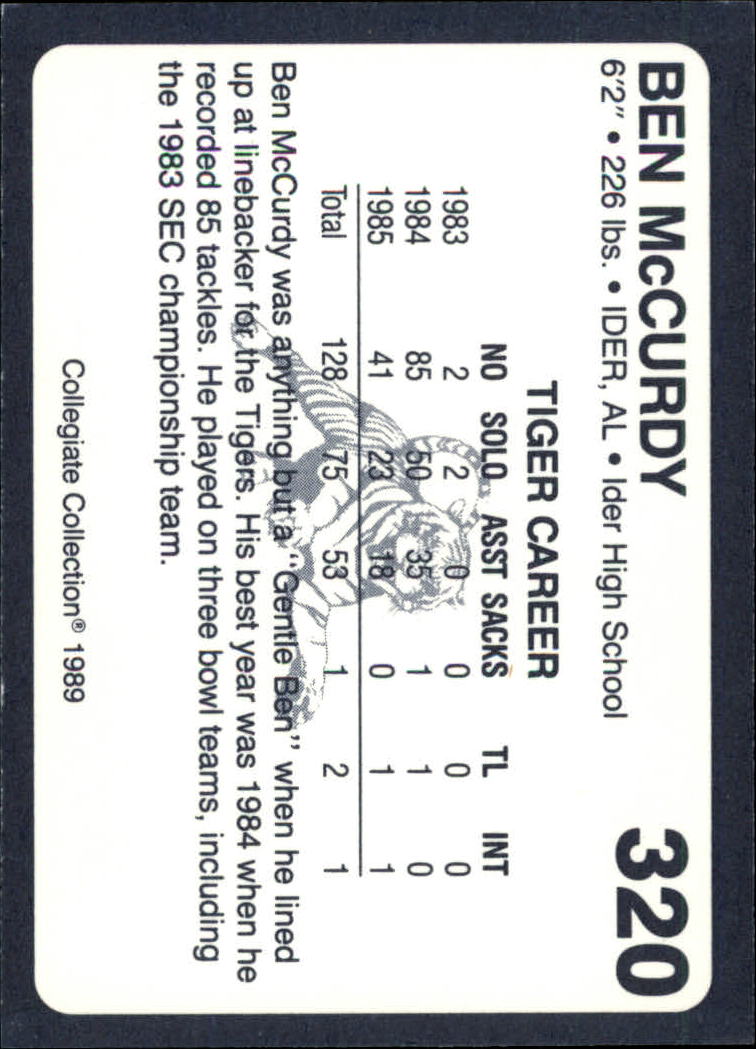 BEN McCURDY 320
6'2" • 226 lbs. • IDER, AL • Ider High School
TIGER CAREER
NO SOLO ASST SACKS TL INT
1983 2 2 0 0 0 0
1984 85 50 35 1 1 0
1985 41 23 18 0 1 1
Total 128 75 53 1 2 1
Ben McCurdy was anything but a "Gentle Ben" when he lined
up at linebacker for the Tigers. His best year was 1984 when he
recorded 85 tackles. He played on three bowl teams, including
the 1983 SEC championship team.
Collegiate Collection® 1989